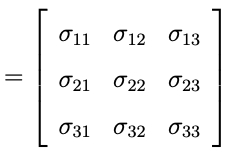 σ₁₁ σ₁₂ σ₁₃
= σ₂₁ σ₂₂ σ₂₃
σ₃₁ σ₃₂ σ₃₃